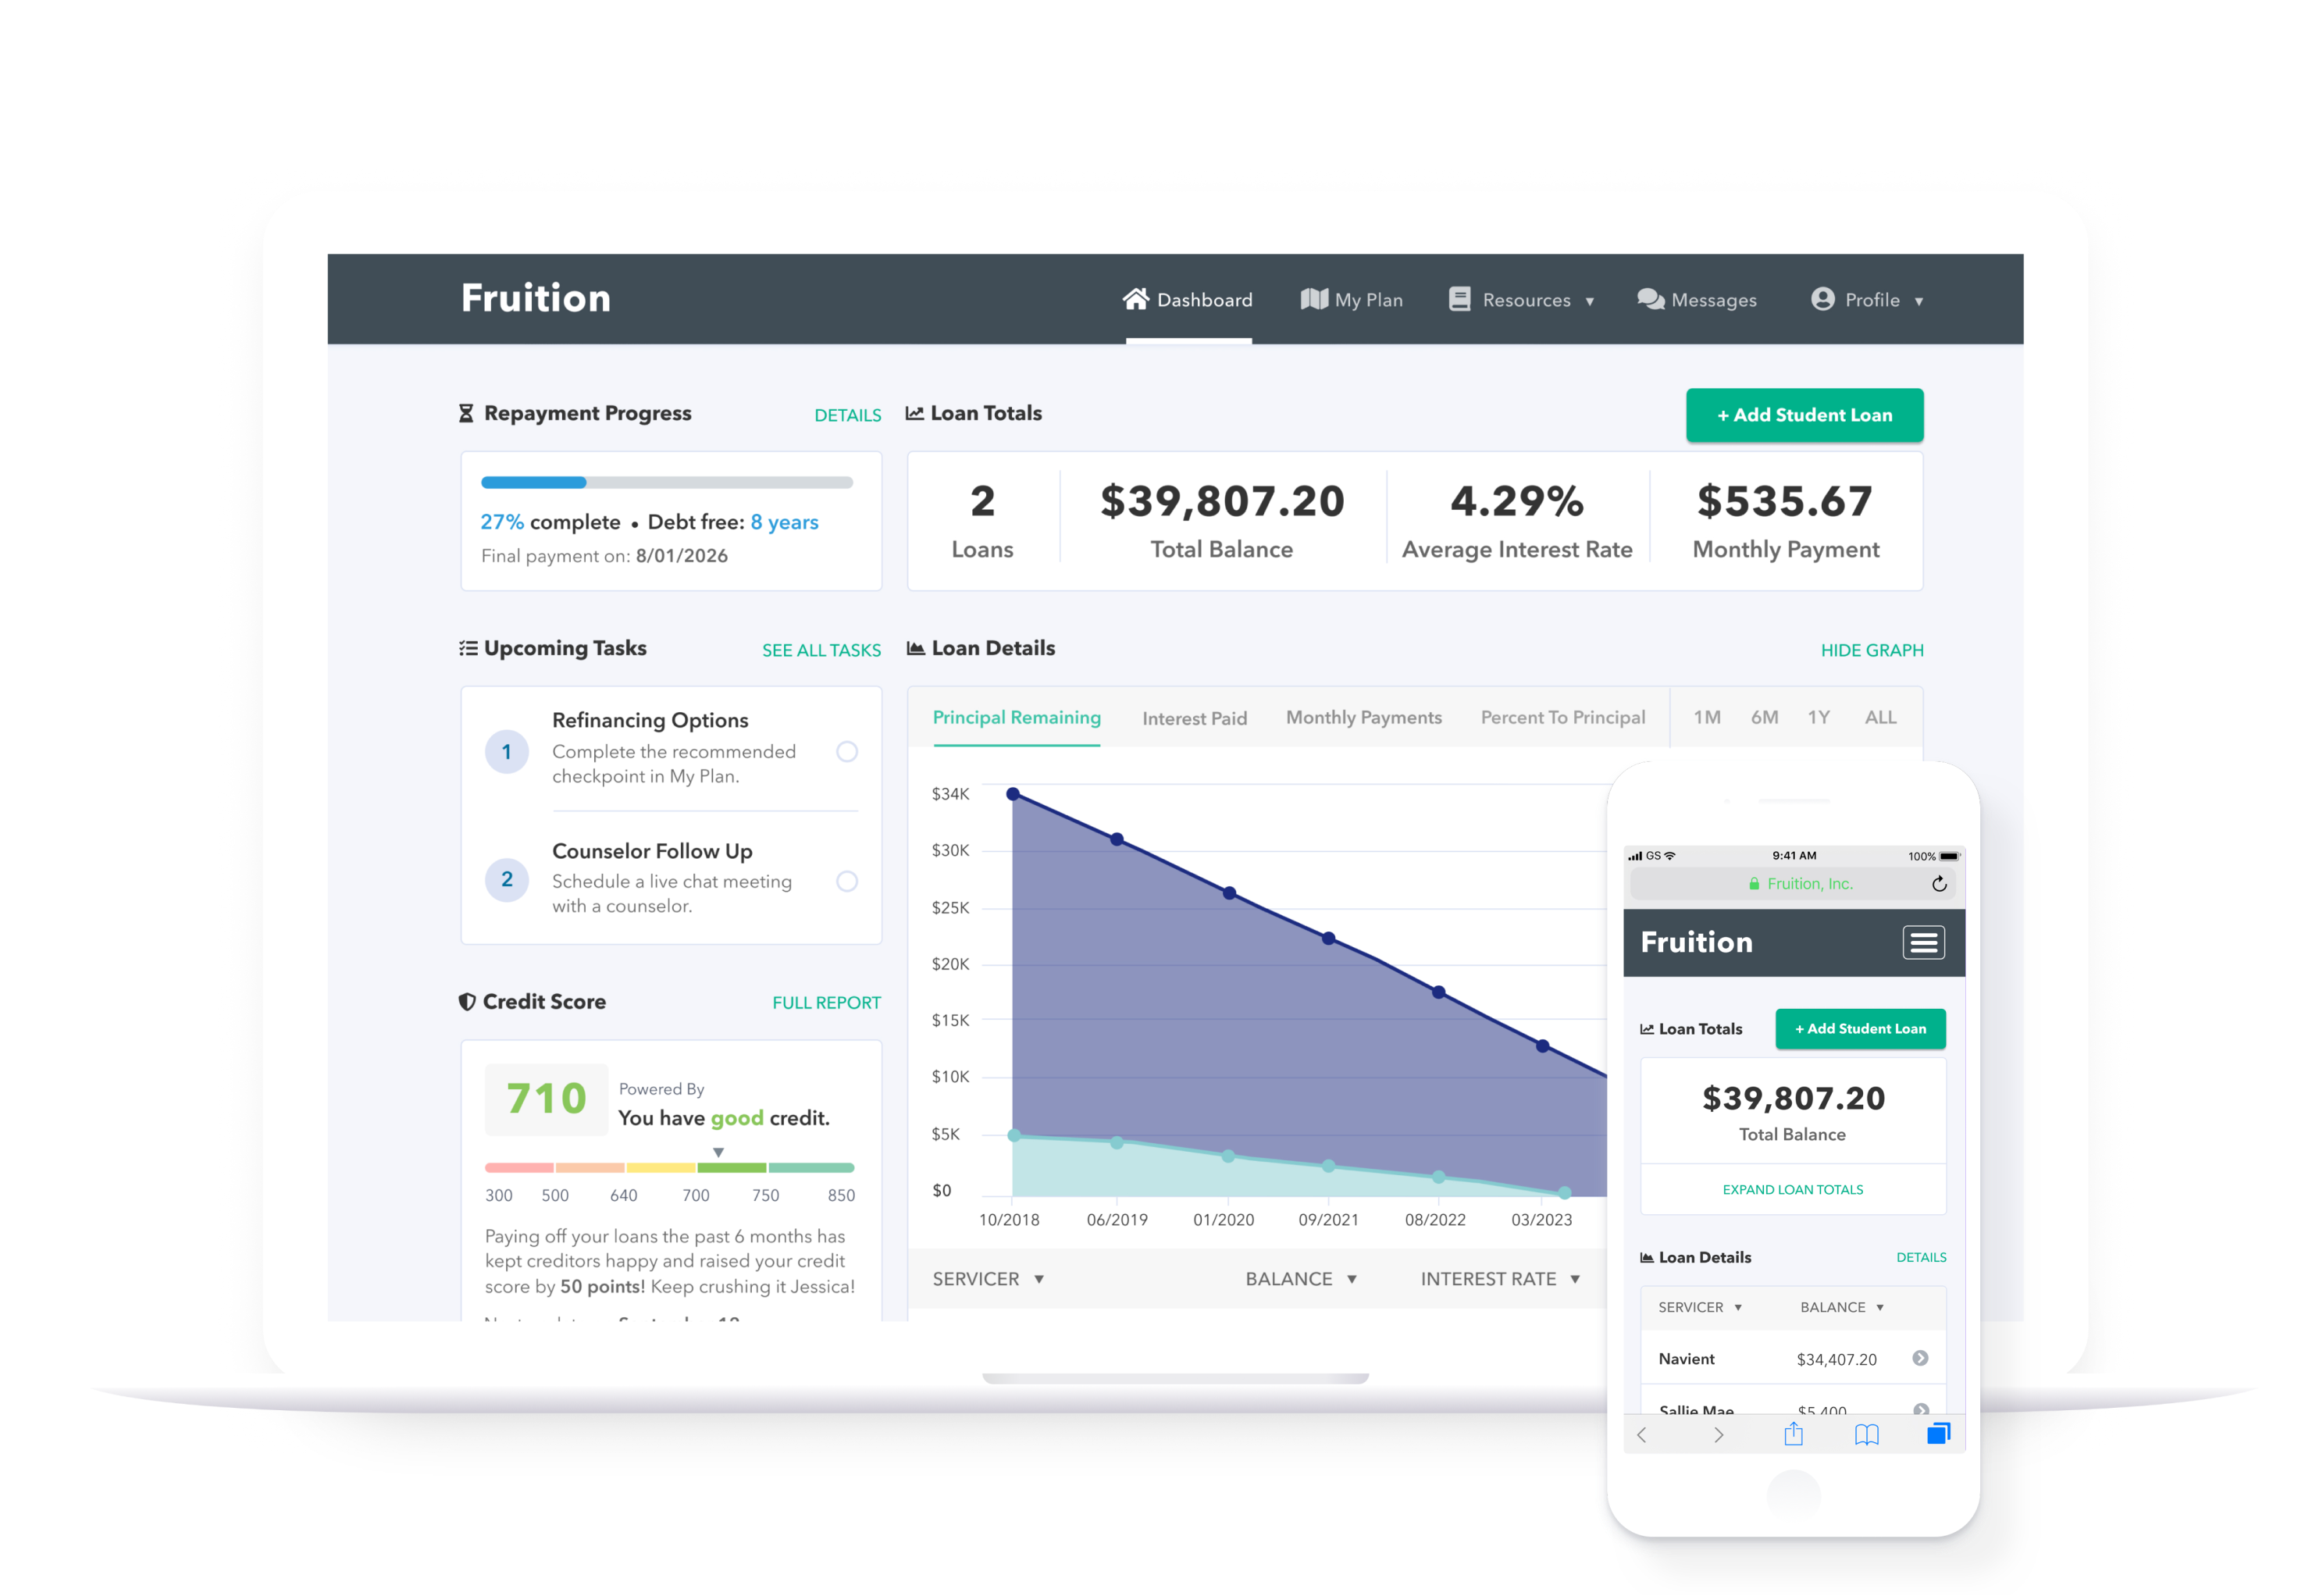 Fruition
Dashboard
My Plan
Resources ▼
Messages
Profile ▼
Repayment Progress
DETAILS
27% complete • Debt free: 8 years
Final payment on: 8/01/2026
Loan Totals
+ Add Student Loan
2
Loans
$39,807.20
Total Balance
4.29%
Average Interest Rate
$535.67
Monthly Payment
Upcoming Tasks
SEE ALL TASKS
1
Refinancing Options
Complete the recommended
checkpoint in My Plan.
2
Counselor Follow Up
Schedule a live chat meeting
with a counselor.
Credit Score
FULL REPORT
710
Powered By
You have good credit.
300 500 640 700 750 850
Paying off your loans the past 6 months has
kept creditors happy and raised your credit
score by 50 points! Keep crushing it Jessica!
Loan Details
HIDE GRAPH
Principal Remaining
Interest Paid
Monthly Payments
Percent To Principal
1M 6M 1Y ALL
$34K
$30K
$25K
$20K
$15K
$10K
$5K
$0
10/2018 06/2019 01/2020 09/2021 08/2022 03/2023
SERVICER ▼ BALANCE ▼ INTEREST RATE ▼
GS 9:41 AM 100%
Fruition, Inc.
Fruition
Loan Totals
+ Add Student Loan
$39,807.20
Total Balance
EXPAND LOAN TOTALS
Loan Details
DETAILS
SERVICER ▼ BALANCE ▼
Navient $34,407.20
Sallie Mae $5,400